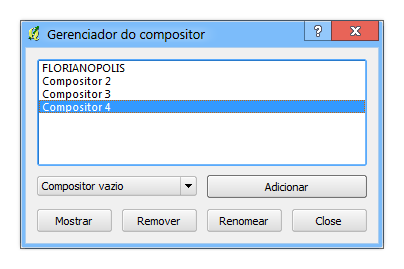 Gerenciador do compositor
FLORIANOPOLIS
Compositor 2
Compositor 3
Compositor 4
Compositor vazio
Adicionar
Mostrar Remover Renomear Close